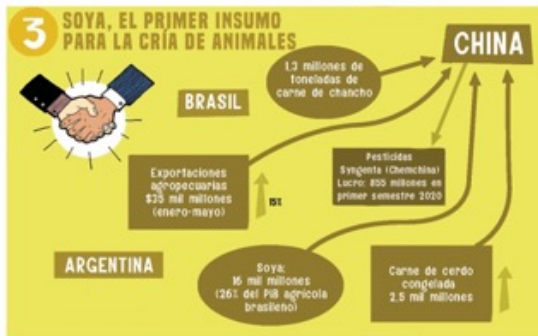 3
SOYA, EL PRIMER INSUMO
PARA LA CRÍA DE ANIMALES
CHINA
1,3 millones de
toneladas de
carne de chancho
BRASIL
Exportaciones
agropecuarias
$35 mil millones
(enero-mayo)
15%
Pesticidas
Syngenta (Chemchina)
Lucro: 855 millones en
primer semestre 2020
ARGENTINA
Soya:
16 mil millones
(26% del PIB agrícola
brasileno)
Carne de cerdo
congelada
2,5 mil millones